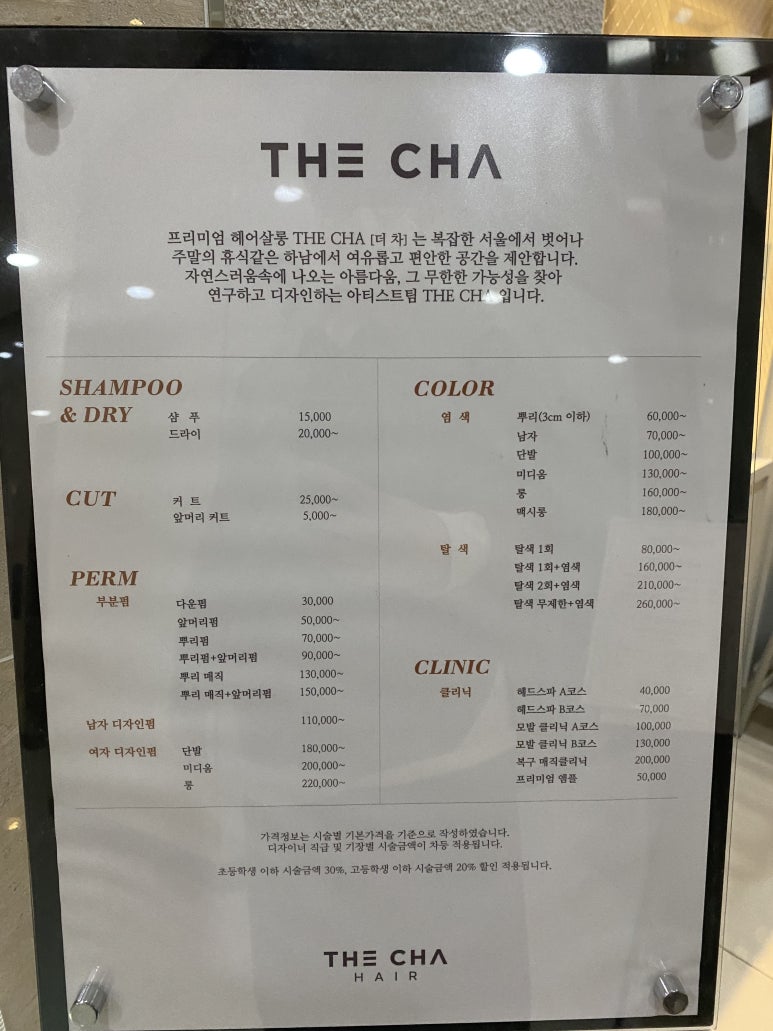 THE CHA
프리미엄 헤어살롱 THE CHA [더 차] 는 복잡한 서울에서 벗어나
주말의 휴식같은 하남에서 여유롭고 편안한 공간을 제안합니다.
자연스러움속에 나오는 아름다움, 그 무한한 가능성을 찾아
연구하고 디자인하는 아티스트팀 THE CHA 입니다.
SHAMPOO
& DRY
샴 푸 15,000
드라이 20,000~
CUT
커 트 25,000~
앞머리 커트 5,000~
PERM
부분펌 다운펌 30,000
앞머리펌 50,000~
뿌리펌 70,000~
뿌리펌+앞머리펌 90,000~
뿌리 매직 130,000~
뿌리 매직+앞머리펌 150,000~
남자 디자인펌 110,000~
여자 디자인펌 단발 180,000~
미디움 200,000~
롱 220,000~
COLOR
염 색 뿌리(3cm 이하) 60,000~
남자 70,000~
단발 100,000~
미디움 130,000~
롱 160,000~
맥시롱 180,000~
탈 색 탈색 1회 80,000~
탈색 1회+염색 160,000~
탈색 2회+염색 210,000~
탈색 무제한+염색 260,000~
CLINIC
클리닉 헤드스파 A코스 40,000
헤드스파 B코스 70,000
모발 클리닉 A코스 100,000
모발 클리닉 B코스 130,000
복구 매직클리닉 200,000
프리미엄 앰플 50,000
가격정보는 시술별 기본가격을 기준으로 작성하였습니다.
디자이너 직급 및 기장별 시술금액이 차등 적용됩니다.
초등학생 이하 시술금액 30%, 고등학생 이하 시술금액 20% 할인 적용됩니다.
THE CHA
HAIR